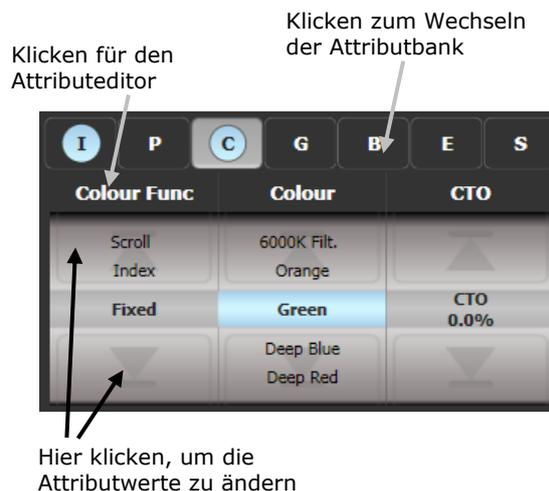 Klicken zum Wechseln
der Attributbank
Klicken für den
Attributeditor
I P C G B E S
Colour Func Colour CTO
Scroll 6000K Filt.
Index Orange
Fixed Green CTO
0.0%
Deep Blue
Deep Red
Hier klicken, um die
Attributwerte zu ändern